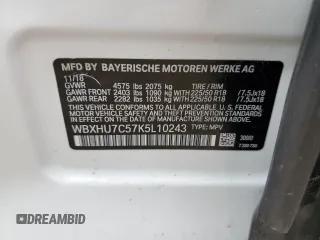 MFD BY BAYERISCHE MOTOREN WERKE AG
11/18
GVWR 4575 lbs 2075 kg TIRE / RIM
GAWR FRONT 2403 lbs 1090 kg WITH 225/50 R18 / 7.5Jx18
GAWR REAR 2282 lbs 1035 kg WITH 225/50 R18 / 7.5Jx18
THIS VEHICLE CONFORMS TO ALL APPLICABLE U.S. FEDERAL
MOTOR VEHICLE SAFETY, BUMPER, AND THEFT PREVENTION
STANDARDS IN EFFECT ON THE DATE OF MANUFACTURE SHOWN ABOVE.
WBXHU7C57K5L10243 TYPE: MPV
DREAMBID
DREAMBID